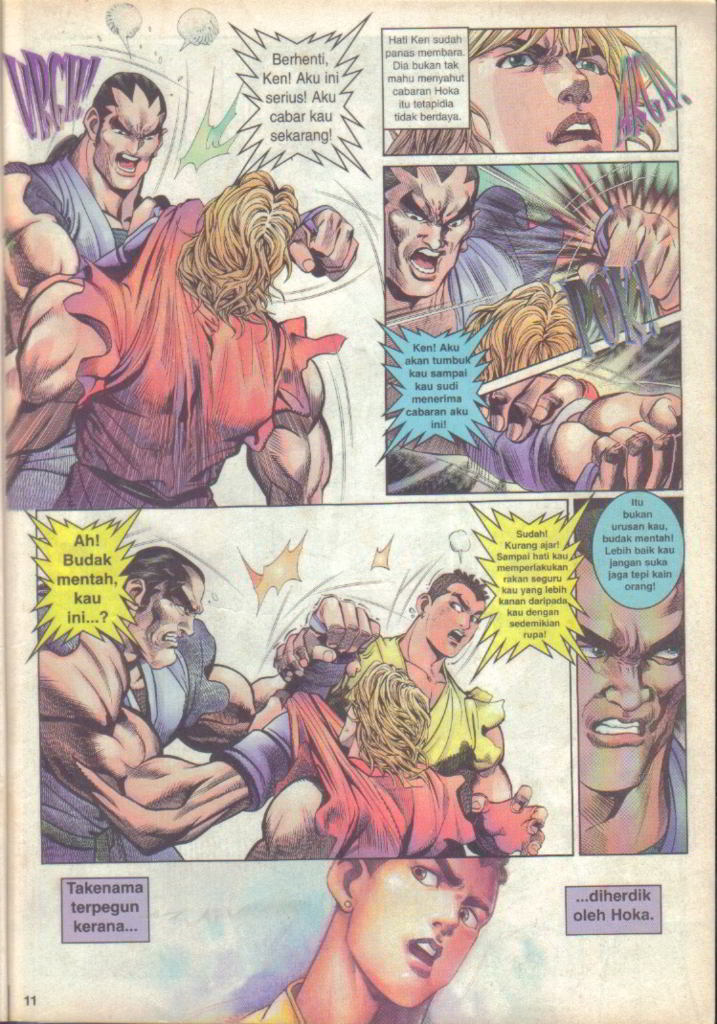 URGH!
Berhenti,
Ken! Aku ini
serius! Aku
cabar kau
sekarang!
Hati Ken sudah
panas membara.
Dia bukan tak
mahu menyahut
cabaran Hoka
itu tetapidia
tidak berdaya.
Ken! Aku
akan tumbuk
kau sampai
kau sudi
menerima
cabaran aku
ini!
Ah!
Budak
mentah,
kau
ini...?
Sudah!
Kurang ajar!
Sampai hati kau
memperlakukan
rakan seguru
kau yang lebih
kanan daripada
kau dengan
sedemikian
rupa!
Itu
bukan
urusan kau,
budak mentah!
Lebih baik kau
jangan suka
jaga tepi kain
orang!
Takenama
terpegun
kerana...
...diherdik
oleh Hoka.
11